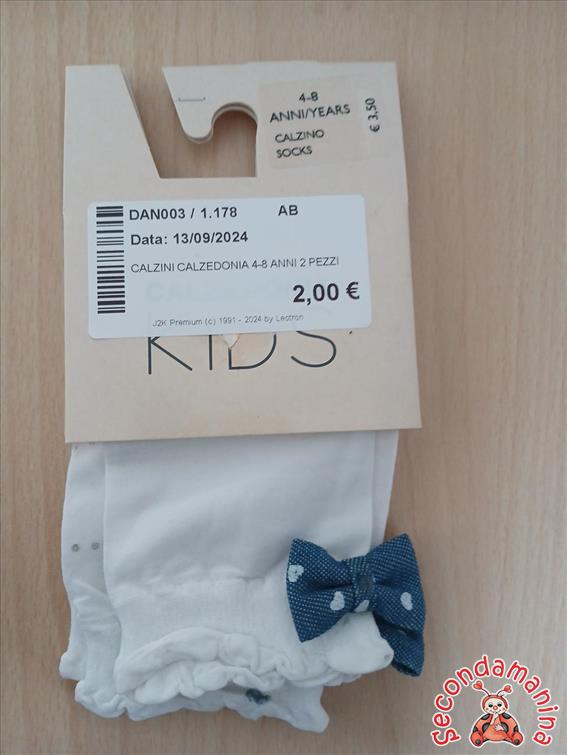 4-8
ANNI/YEARS
CALZINO
SOCKS
€ 3,50
DAN003 / 1.178 AB
Data: 13/09/2024
CALZINI CALZEDONIA 4-8 ANNI 2 PEZZI
2,00 €
J2K Premium (c) 1991 - 2024 by Lectron
KIDS
secondamanina